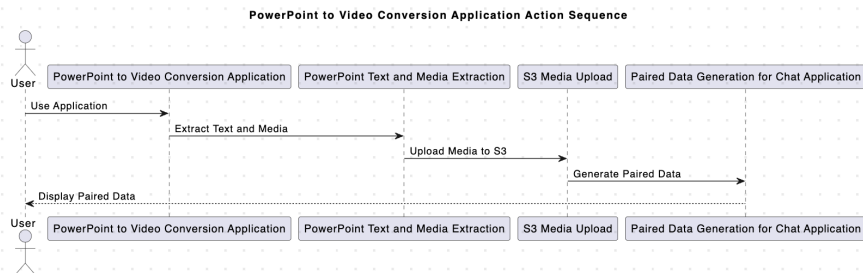 PowerPoint to Video Conversion Application Action Sequence
User
PowerPoint to Video Conversion Application
PowerPoint Text and Media Extraction
S3 Media Upload
Paired Data Generation for Chat Application
Use Application
Extract Text and Media
Upload Media to S3
Generate Paired Data
Display Paired Data
User
PowerPoint to Video Conversion Application
PowerPoint Text and Media Extraction
S3 Media Upload
Paired Data Generation for Chat Application